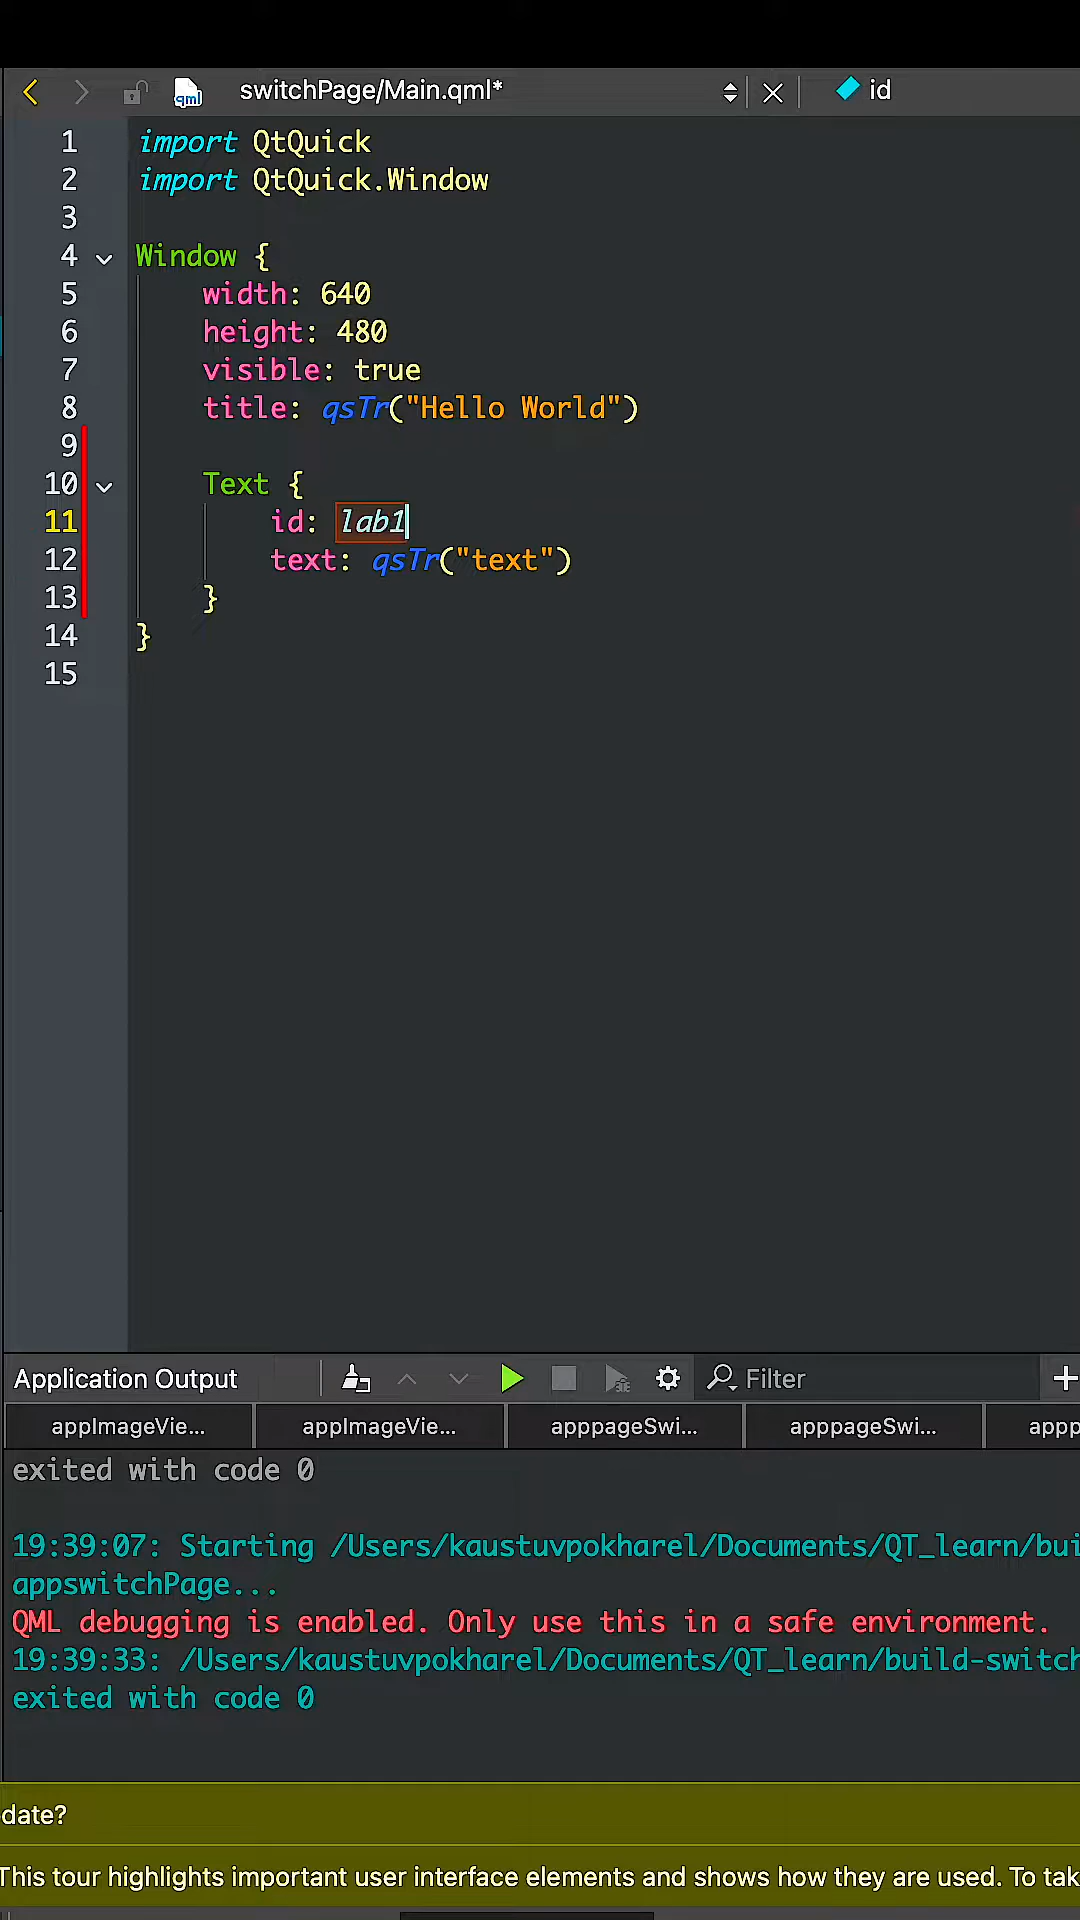 switchPage/Main.qml* id
1 import QtQuick
2 import QtQuick.Window
3
4 Window {
5 width: 640
6 height: 480
7 visible: true
8 title: qsTr("Hello World")
9
10 Text {
11 id: lab1
12 text: qsTr("text")
13 }
14 }
15
Application Output Filter
appImageVie... appImageVie... apppageSwi... apppageSwi... appp
exited with code 0
19:39:07: Starting /Users/kaustuvpokharel/Documents/QT_learn/bui
appswitchPage...
QML debugging is enabled. Only use this in a safe environment.
19:39:33: /Users/kaustuvpokharel/Documents/QT_learn/build-switch
exited with code 0
date?
This tour highlights important user interface elements and shows how they are used. To tak